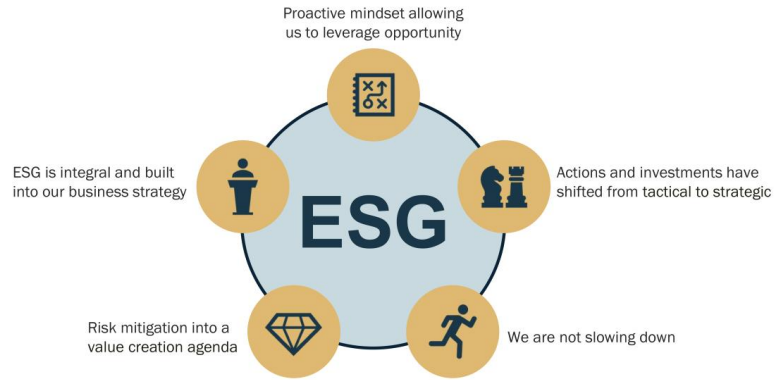 Proactive mindset allowing
us to leverage opportunity
ESG is integral and built
into our business strategy
Actions and investments have
shifted from tactical to strategic
ESG
Risk mitigation into a
value creation agenda
We are not slowing down